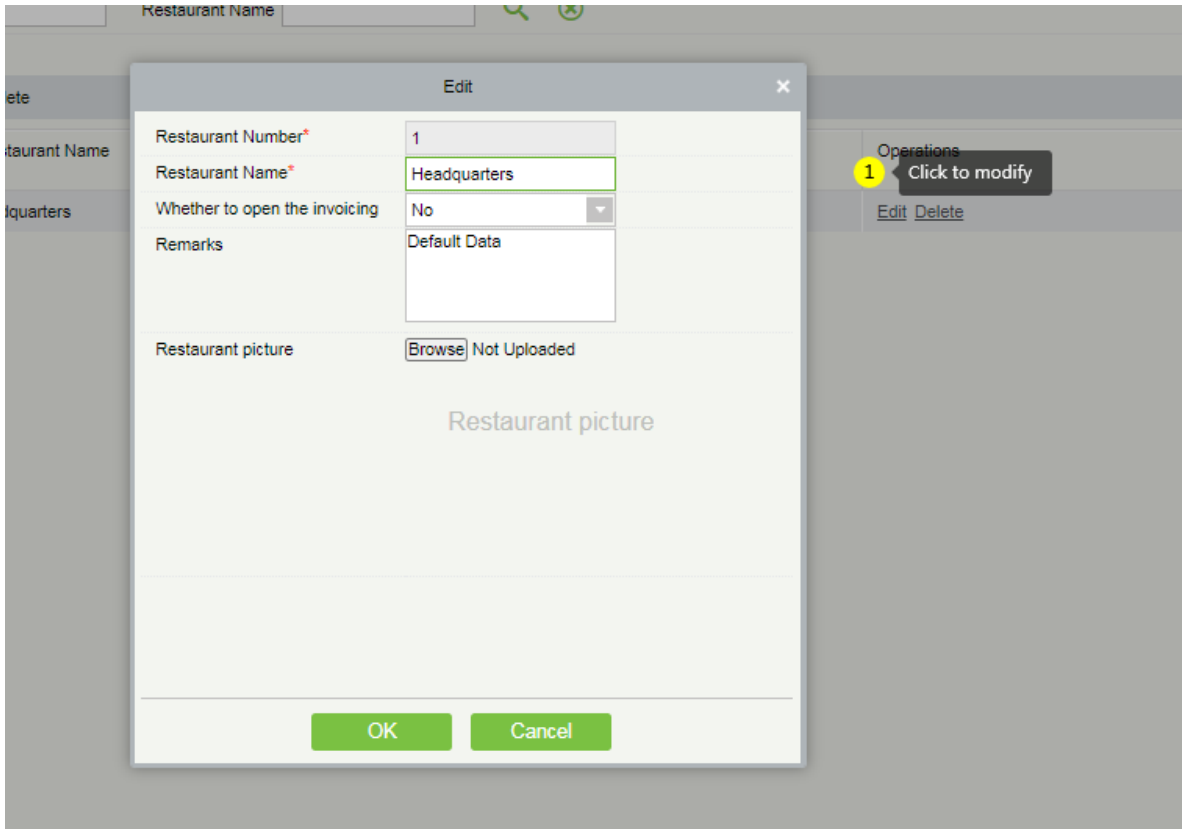 Restaurant Name
Edit
ete
Restaurant Number*
1
staurant Name
Operations
Restaurant Name*
Headquarters
1
Click to modify
Whether to open the invoicing
No
dquarters
Edit Delete
Remarks
Default Data
Restaurant picture
Browse Not Uploaded
Restaurant picture
OK
Cancel